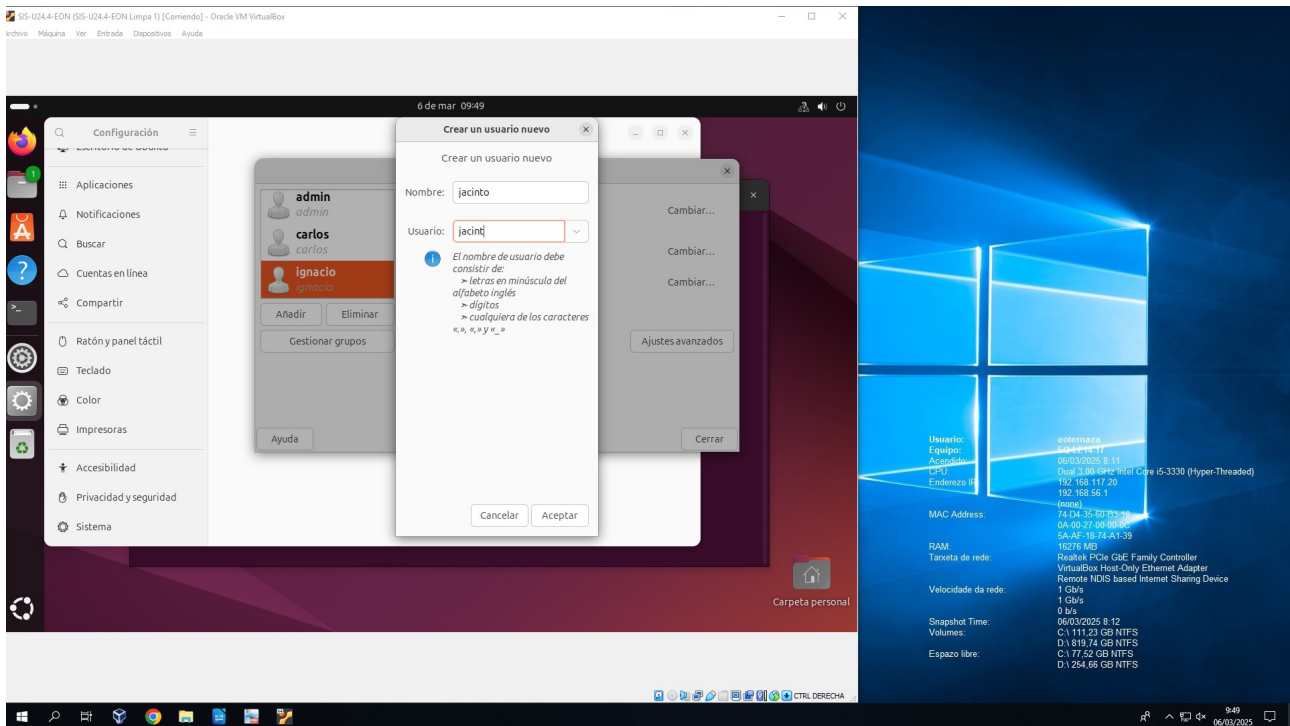 SIS-U24.4-EON (SIS-U24.4-EON Limpa 1) [Corriendo] - Oracle VM VirtualBox
Máquina Ver Entrada Dispositivos Ayuda
6 de mar 09:49
Configuración
Aplicaciones
Notificaciones
Buscar
Cuentas en línea
Compartir
Ratón y panel táctil
Teclado
Color
Impresoras
Accesibilidad
Privacidad y seguridad
Sistema
1
admin
admin
carlos
carlos
ignacio
ignacio
Añadir Eliminar
Gestionar grupos
Ayuda
Crear un usuario nuevo
Crear un usuario nuevo
Nombre: jacinto
Usuario: jacint
El nombre de usuario debe
consistir de:
➢ letras en minúscula del
alfabeto inglés
➢ dígitos
➢ cualquiera de los caracteres
«.», «,» y «_»
Cancelar Aceptar
Cambiar...
Cambiar...
Cambiar...
Ajustes avanzados
Cerrar
Carpeta personal
CTRL DERECHA
Usuario: eoternaza
Equipo:
Acendido: 06/03/2025 8:11
CPU: Dual 3.00 GHz Intel Core i5-3330 (Hyper-Threaded)
Enderezo IP 192.168.117.20
192.168.56.1
(none)
MAC Address: 74-D4-35-60-B3-18
0A-00-27-00-00-0C
5A-AF-18-74-A1-39
RAM: 16276 MB
Tarxeta de rede: Realtek PCIe GbE Family Controller
VirtualBox Host-Only Ethernet Adapter
Remote NDIS based Internet Sharing Device
Velocidade da rede: 1 Gb/s
1 Gb/s
0 b/s
Snapshot Time: 06/03/2025 8:12
Volumes: C:\ 111,23 GB NTFS
D:\ 819,74 GB NTFS
Espazo libre: C:\ 77,52 GB NTFS
D:\ 254,66 GB NTFS
9:49
06/03/2025